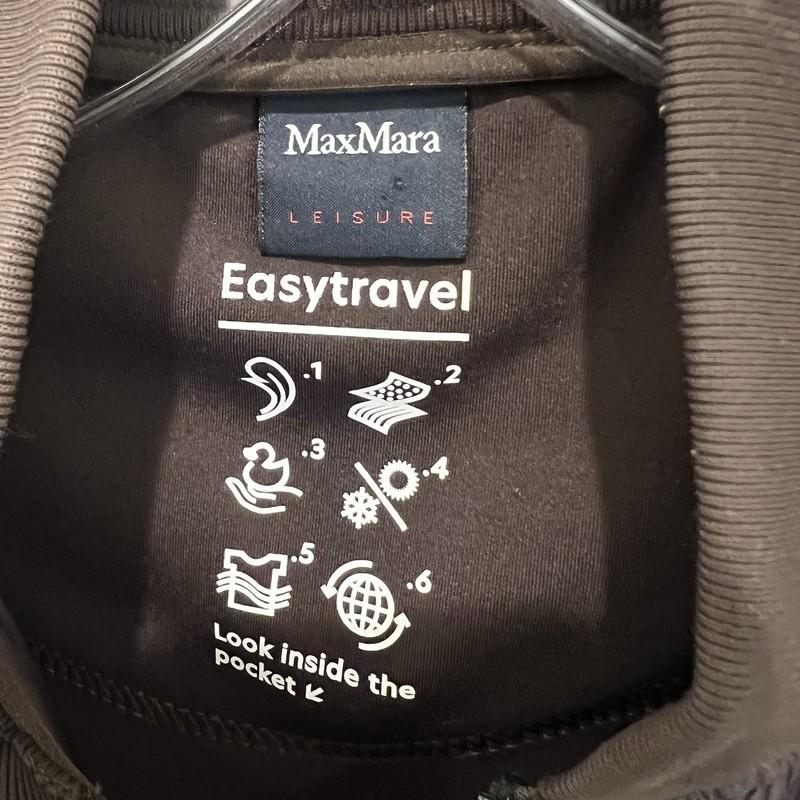 MaxMara
LEISURE
Easytravel
.1
.2
.3
.4
.5
.6
Look inside the
pocket ↙